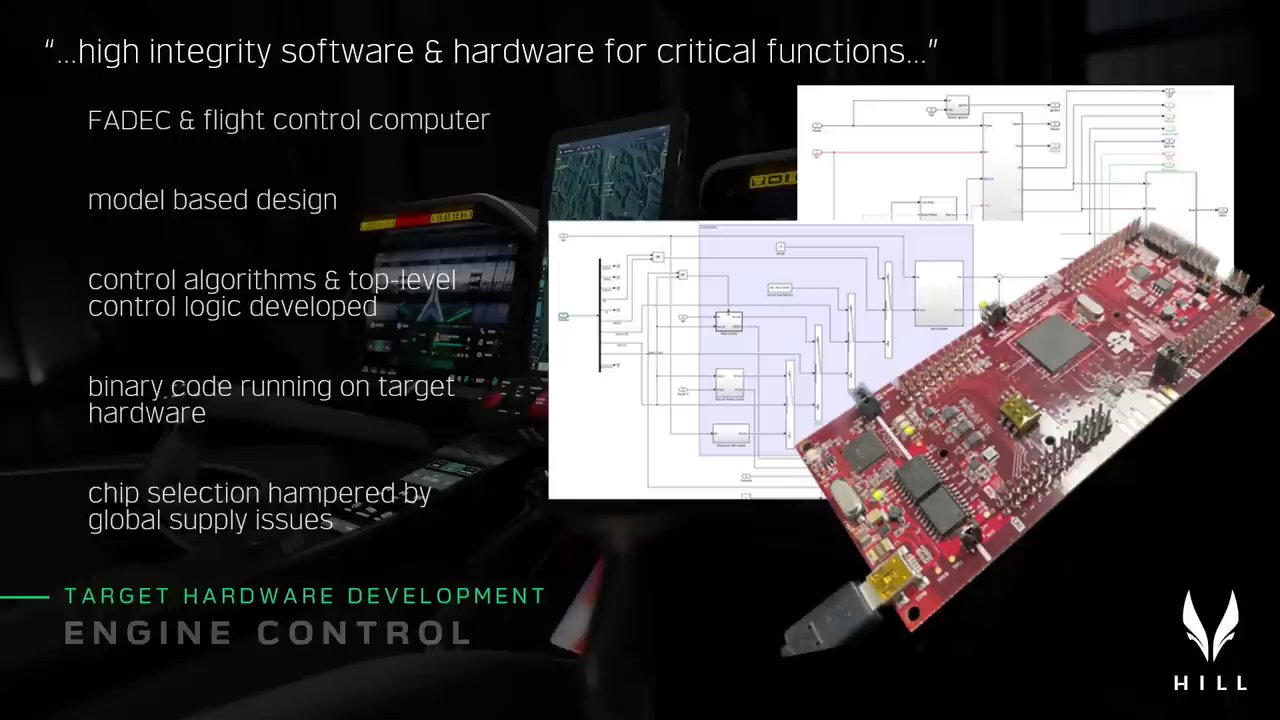 “...high integrity software & hardware for critical functions...”
FADEC & flight control computer
model based design
control algorithms & top-level
control logic developed
binary code running on target
hardware
chip selection hampered by
global supply issues
TARGET HARDWARE DEVELOPMENT
ENGINE CONTROL
HILL